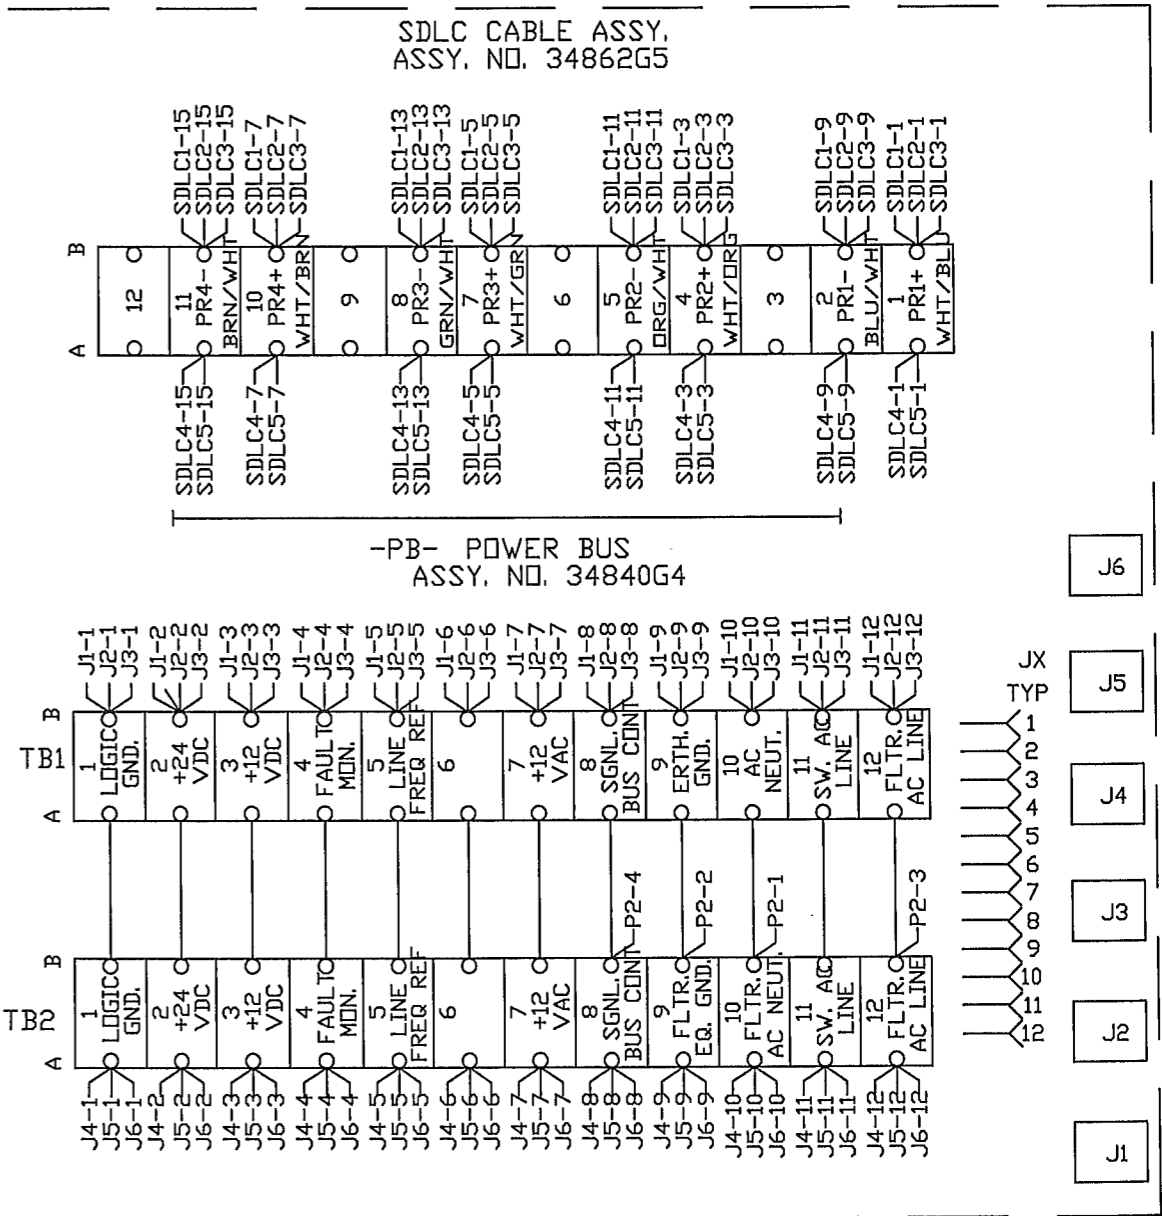 SDLC CABLE ASSY.
ASSY. NO. 34862G5
SDLC1-15
SDLC2-15
SDLC3-15
SDLC1-7
SDLC2-7
SDLC3-7
SDLC1-13
SDLC2-13
SDLC3-13
SDLC1-5
SDLC2-5
SDLC3-5
SDLC1-11
SDLC2-11
SDLC3-11
SDLC1-3
SDLC2-3
SDLC3-3
SDLC1-9
SDLC2-9
SDLC3-9
SDLC1-1
SDLC2-1
SDLC3-1
B
A
12
11
PR4-
BRN/WHT
10
PR4+
WHT/BRN
9
8
PR3-
GRN/WHT
7
PR3+
WHT/GRN
6
5
PR2-
ORG/WHT
4
PR2+
WHT/ORG
3
2
PR1-
BLU/WHT
1
PR1+
WHT/BLU
SDLC4-15
SDLC5-15
SDLC4-7
SDLC5-7
SDLC4-13
SDLC5-13
SDLC4-5
SDLC5-5
SDLC4-11
SDLC5-11
SDLC4-3
SDLC5-3
SDLC4-9
SDLC5-9
SDLC4-1
SDLC5-1
-PB- POWER BUS
ASSY. NO. 34840G4
J1-1
J2-1
J3-1
J1-2
J2-2
J3-2
J1-3
J2-3
J3-3
J1-4
J2-4
J3-4
J1-5
J2-5
J3-5
J1-6
J2-6
J3-6
J1-7
J2-7
J3-7
J1-8
J2-8
J3-8
J1-9
J2-9
J3-9
J1-10
J2-10
J3-10
J1-11
J2-11
J3-11
J1-12
J2-12
J3-12
TB1
B
A
1
LOGIC
GND.
2
+24
VDC
3
+12
VDC
4
FAULT
MON.
5
LINE
FREQ REF
6
7
+12
VAC
8
SGNL.
BUS CONT
9
ERTH.
GND.
10
AC
NEUT.
11
SW. AC
LINE
12
FLTR.
AC LINE
P2-4
P2-2
P2-1
P2-3
TB2
B
A
1
LOGIC
GND.
2
+24
VDC
3
+12
VDC
4
FAULT
MON.
5
LINE
FREQ REF
6
7
+12
VAC
8
SGNL.
BUS CONT
9
FLTR.
EQ. GND.
10
FLTR.
AC NEUT.
11
SW. AC
LINE
12
FLTR.
AC LINE
J4-1
J5-1
J6-1
J4-2
J5-2
J6-2
J4-3
J5-3
J6-3
J4-4
J5-4
J6-4
J4-5
J5-5
J6-5
J4-6
J5-6
J6-6
J4-7
J5-7
J6-7
J4-8
J5-8
J6-8
J4-9
J5-9
J6-9
J4-10
J5-10
J6-10
J4-11
J5-11
J6-11
J4-12
J5-12
J6-12
JX
TYP
1
2
3
4
5
6
7
8
9
10
11
12
J6
J5
J4
J3
J2
J1